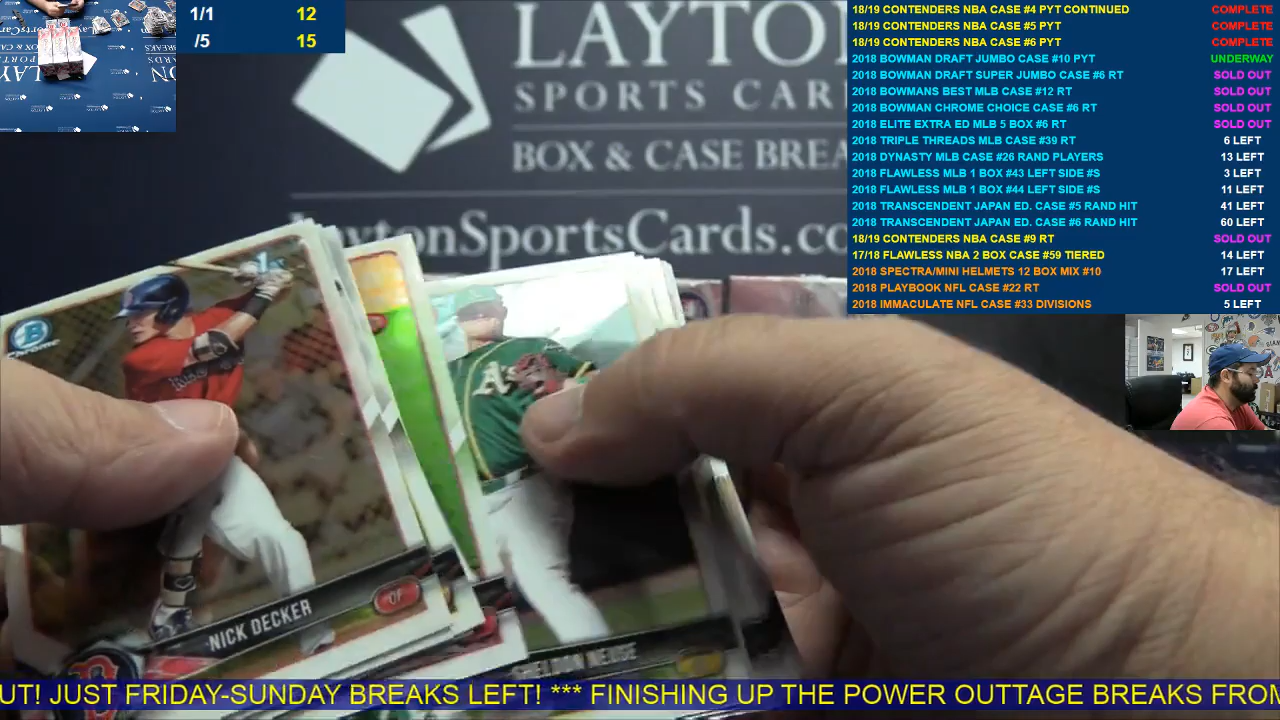 1/1 12
/5 15
LAYTON
SPORTS CAR
BOX & CASE BREA
LaytonSportsCards.co
18/19 CONTENDERS NBA CASE #4 PYT CONTINUED COMPLETE
18/19 CONTENDERS NBA CASE #5 PYT COMPLETE
18/19 CONTENDERS NBA CASE #6 PYT COMPLETE
2018 BOWMAN DRAFT JUMBO CASE #10 PYT UNDERWAY
2018 BOWMAN DRAFT SUPER JUMBO CASE #6 RT SOLD OUT
2018 BOWMANS BEST MLB CASE #12 RT SOLD OUT
2018 BOWMAN CHROME CHOICE CASE #6 RT SOLD OUT
2018 ELITE EXTRA ED MLB 5 BOX #6 RT SOLD OUT
2018 TRIPLE THREADS MLB CASE #39 RT 6 LEFT
2018 DYNASTY MLB CASE #26 RAND PLAYERS 13 LEFT
2018 FLAWLESS MLB 1 BOX #43 LEFT SIDE #S 3 LEFT
2018 FLAWLESS MLB 1 BOX #44 LEFT SIDE #S 11 LEFT
2018 TRANSCENDENT JAPAN ED. CASE #5 RAND HIT 41 LEFT
2018 TRANSCENDENT JAPAN ED. CASE #6 RAND HIT 60 LEFT
18/19 CONTENDERS NBA CASE #9 RT SOLD OUT
17/18 FLAWLESS NBA 2 BOX CASE #59 TIERED 14 LEFT
2018 SPECTRA/MINI HELMETS 12 BOX MIX #10 17 LEFT
2018 PLAYBOOK NFL CASE #22 RT SOLD OUT
2018 IMMACULATE NFL CASE #33 DIVISIONS 5 LEFT
1st
B
CHROME
A's
NICK DECKER
OF
SHELDON NEUSE
UT! JUST FRIDAY-SUNDAY BREAKS LEFT! *** FINISHING UP THE POWER OUTTAGE BREAKS FROM